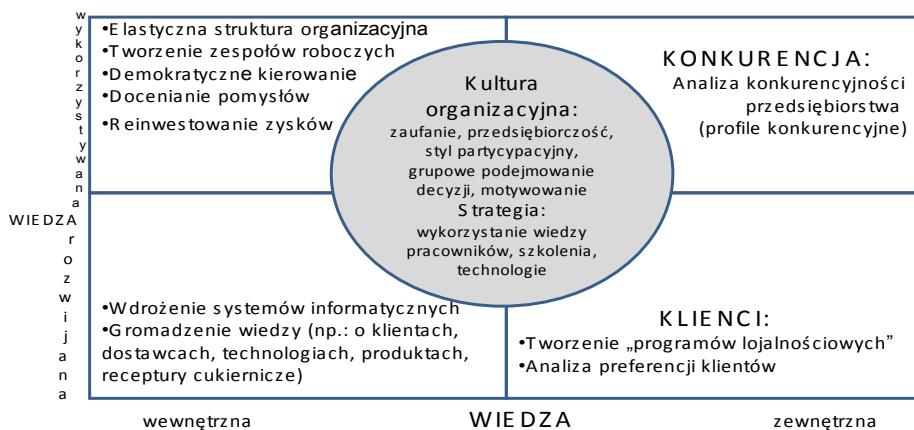 wykorzystywana
WIEDZA
rozwijana
•Elastyczna struktura organizacyjna
•Tworzenie zespołów roboczych
•Demokratyczne kierowanie
•Docenianie pomysłów
•Reinwestowanie zysków
Kultura
organizacyjna:
zaufanie, przedsiębiorczość,
styl partycypacyjny,
grupowe podejmowanie
decyzji, motywowanie
Strategia:
wykorzystanie wiedzy
pracowników, szkolenia,
technologie
KONKURENCJA:
Analiza konkurencyjności
przedsiębiorstwa
(profile konkurencyjne)
•Wdrożenie systemów informatycznych
•Gromadzenie wiedzy (np.: o klientach,
dostawcach, technologiach, produktach,
receptury cukiernicze)
KLIENCI:
•Tworzenie „programów lojalnościowych”
•Analiza preferencji klientów
wewnętrzna
WIEDZA
zewnętrzna